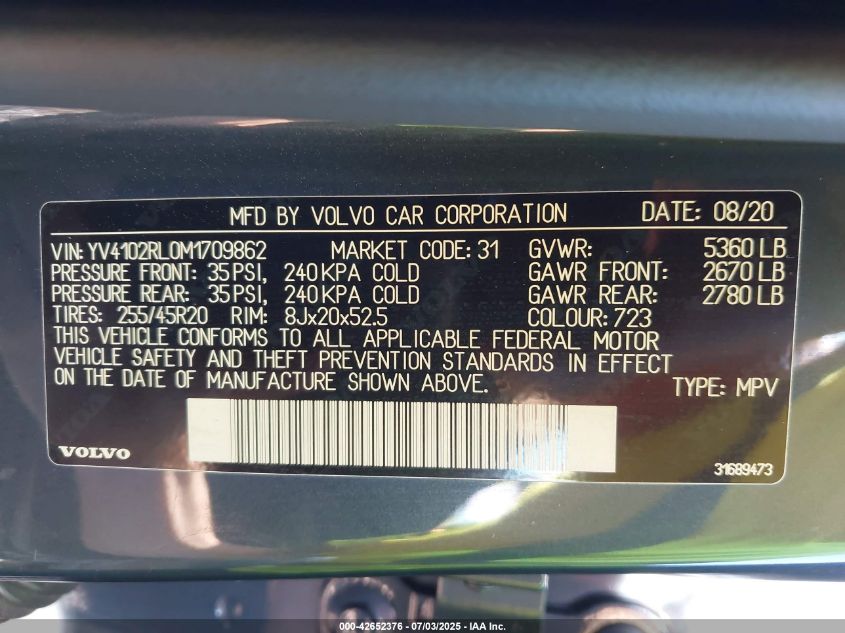 MFD BY VOLVO CAR CORPORATION DATE: 08/20
VIN: YV4102RL0M1709862 MARKET CODE: 31 GVWR: 5360 LB
PRESSURE FRONT: 35 PSI, 240 KPA COLD GAWR FRONT: 2670 LB
PRESSURE REAR: 35 PSI, 240 KPA COLD GAWR REAR: 2780 LB
TIRES: 255/45R20 RIM: 8Jx20x52.5 COLOUR: 723
THIS VEHICLE CONFORMS TO ALL APPLICABLE FEDERAL MOTOR
VEHICLE SAFETY AND THEFT PREVENTION STANDARDS IN EFFECT
ON THE DATE OF MANUFACTURE SHOWN ABOVE. TYPE: MPV
VOLVO 31689473
000-42652376 - 07/03/2025 - IAA Inc.